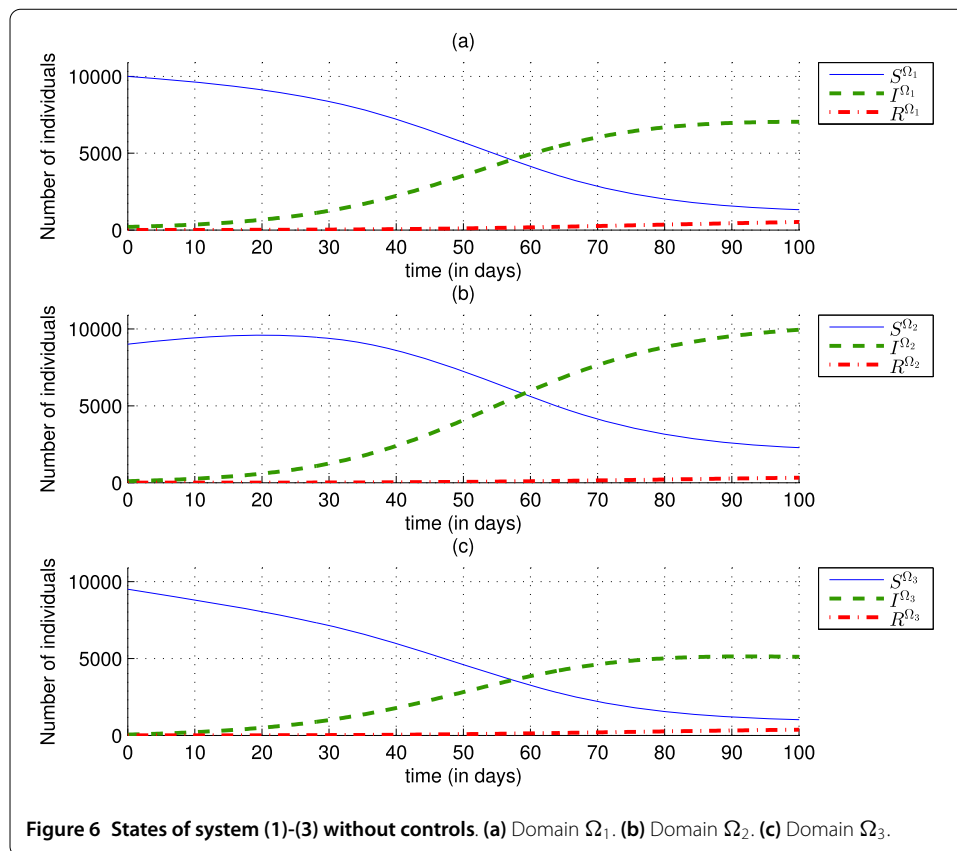 (a)
Number of individuals
10000
5000
0
0 10 20 30 40 50 60 70 80 90 100
time (in days)
S^Ω1
I^Ω1
R^Ω1
(b)
Number of individuals
10000
5000
0
0 10 20 30 40 50 60 70 80 90 100
time (in days)
S^Ω2
I^Ω2
R^Ω2
(c)
Number of individuals
10000
5000
0
0 10 20 30 40 50 60 70 80 90 100
time (in days)
S^Ω3
I^Ω3
R^Ω3
Figure 6 States of system (1)-(3) without controls. (a) Domain Ω₁. (b) Domain Ω₂. (c) Domain Ω₃.